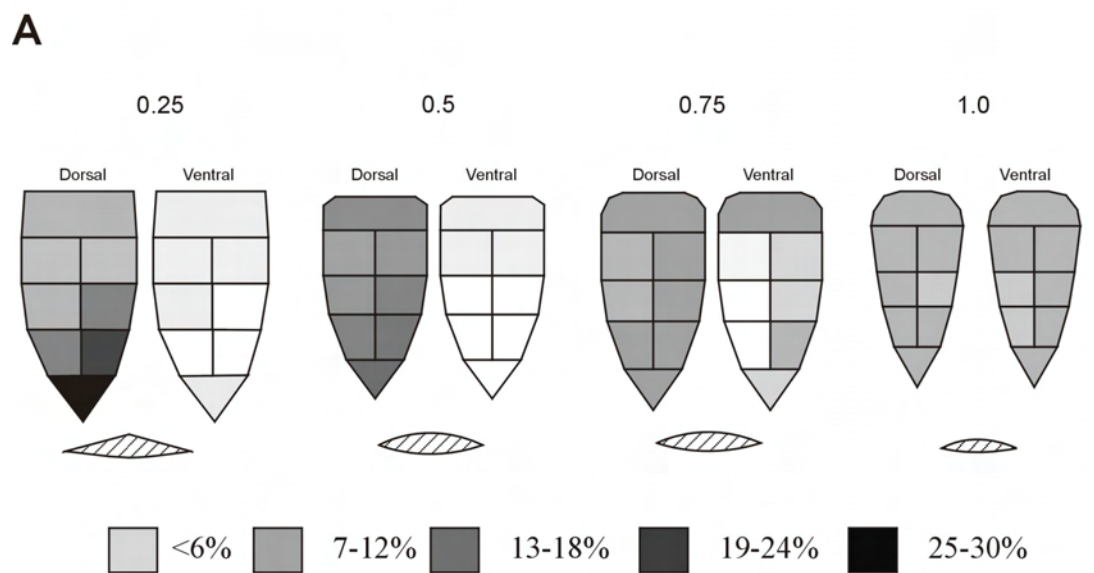 A
0.25 0.5 0.75 1.0
Dorsal Ventral Dorsal Ventral Dorsal Ventral Dorsal Ventral
<6% 7-12% 13-18% 19-24% 25-30%